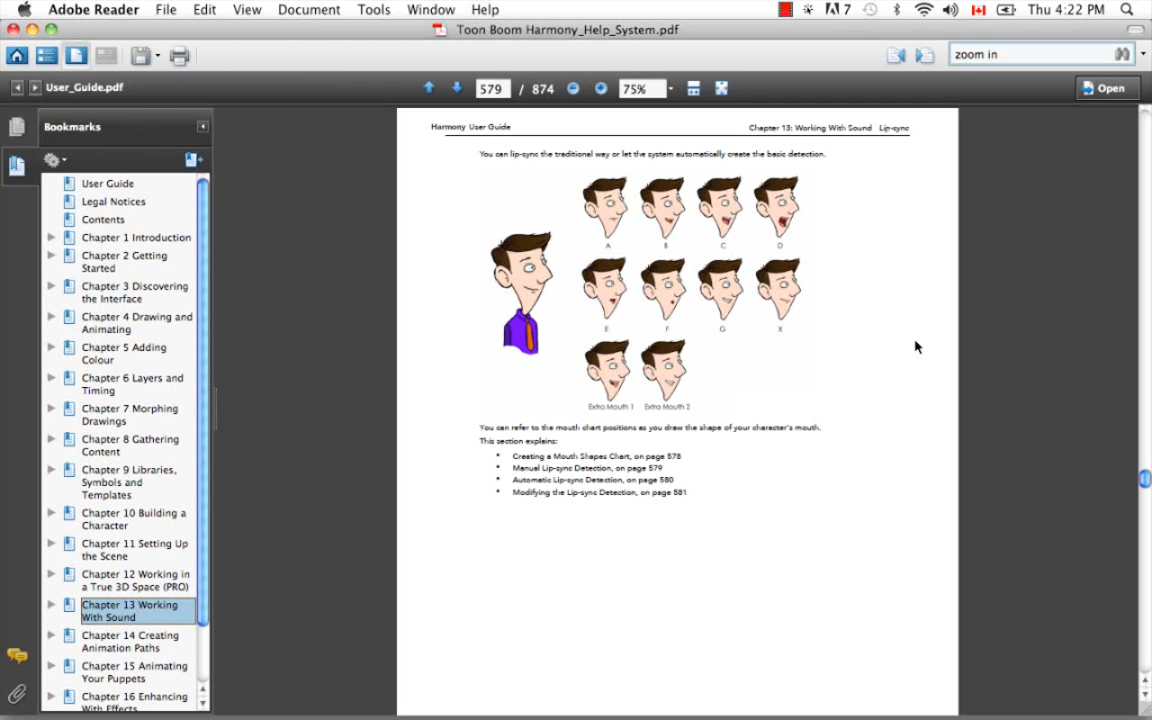 Adobe Reader File Edit View Document Tools Window Help 7 Thu 4:22 PM
Toon Boom Harmony_Help_System.pdf
zoom in
User_Guide.pdf 579 / 874 75% Open
Bookmarks
User Guide
Legal Notices
Contents
Chapter 1 Introduction
Chapter 2 Getting
Started
Chapter 3 Discovering
the Interface
Chapter 4 Drawing and
Animating
Chapter 5 Adding
Colour
Chapter 6 Layers and
Timing
Chapter 7 Morphing
Drawings
Chapter 8 Gathering
Content
Chapter 9 Libraries,
Symbols and
Templates
Chapter 10 Building a
Character
Chapter 11 Setting Up
the Scene
Chapter 12 Working in
a True 3D Space (PRO)
Chapter 13 Working
With Sound
Chapter 14 Creating
Animation Paths
Chapter 15 Animating
Your Puppets
Chapter 16 Enhancing
With Effects
Harmony User Guide Chapter 13: Working With Sound Lip-sync
You can lip-sync the traditional way or let the system automatically create the basic detection.
A B C D
E F G X
Extra Mouth 1 Extra Mouth 2
You can refer to the mouth chart positions as you draw the shape of your character's mouth.
This section explains:
• Creating a Mouth Shapes Chart, on page 578
• Manual Lip-sync Detection, on page 579
• Automatic Lip-sync Detection, on page 580
• Modifying the Lip-sync Detection, on page 581